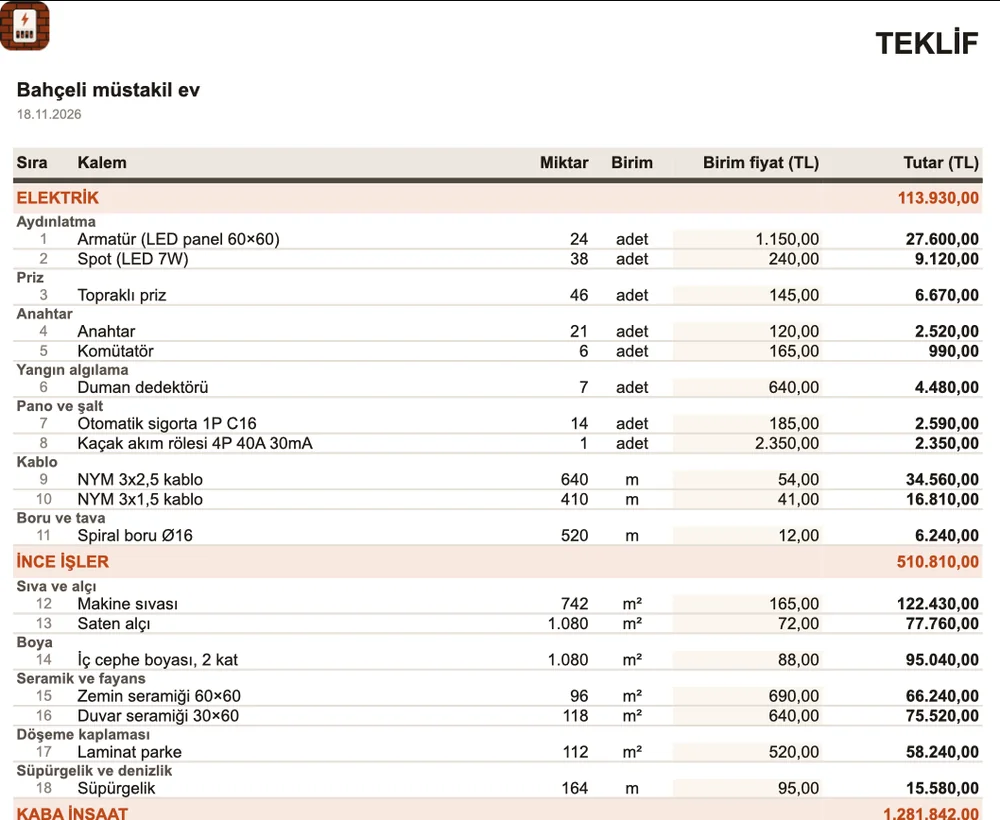 TEKLİF
Bahçeli müstakil ev
18.11.2026
Sıra Kalem Miktar Birim Birim fiyat (TL) Tutar (TL)
ELEKTRİK 113.930,00
Aydınlatma
1 Armatür (LED panel 60×60) 24 adet 1.150,00 27.600,00
2 Spot (LED 7W) 38 adet 240,00 9.120,00
Priz
3 Topraklı priz 46 adet 145,00 6.670,00
Anahtar
4 Anahtar 21 adet 120,00 2.520,00
5 Komütatör 6 adet 165,00 990,00
Yangın algılama
6 Duman dedektörü 7 adet 640,00 4.480,00
Pano ve şalt
7 Otomatik sigorta 1P C16 14 adet 185,00 2.590,00
8 Kaçak akım rölesi 4P 40A 30mA 1 adet 2.350,00 2.350,00
Kablo
9 NYM 3x2,5 kablo 640 m 54,00 34.560,00
10 NYM 3x1,5 kablo 410 m 41,00 16.810,00
Boru ve tava
11 Spiral boru Ø16 520 m 12,00 6.240,00
İNCE İŞLER 510.810,00
Sıva ve alçı
12 Makine sıvası 742 m² 165,00 122.430,00
13 Saten alçı 1.080 m² 72,00 77.760,00
Boya
14 İç cephe boyası, 2 kat 1.080 m² 88,00 95.040,00
Seramik ve fayans
15 Zemin seramiği 60×60 96 m² 690,00 66.240,00
16 Duvar seramiği 30×60 118 m² 640,00 75.520,00
Döşeme kaplaması
17 Laminat parke 112 m² 520,00 58.240,00
Süpürgelik ve denizlik
18 Süpürgelik 164 m 95,00 15.580,00
KABA İNŞAAT 1.281.842,00